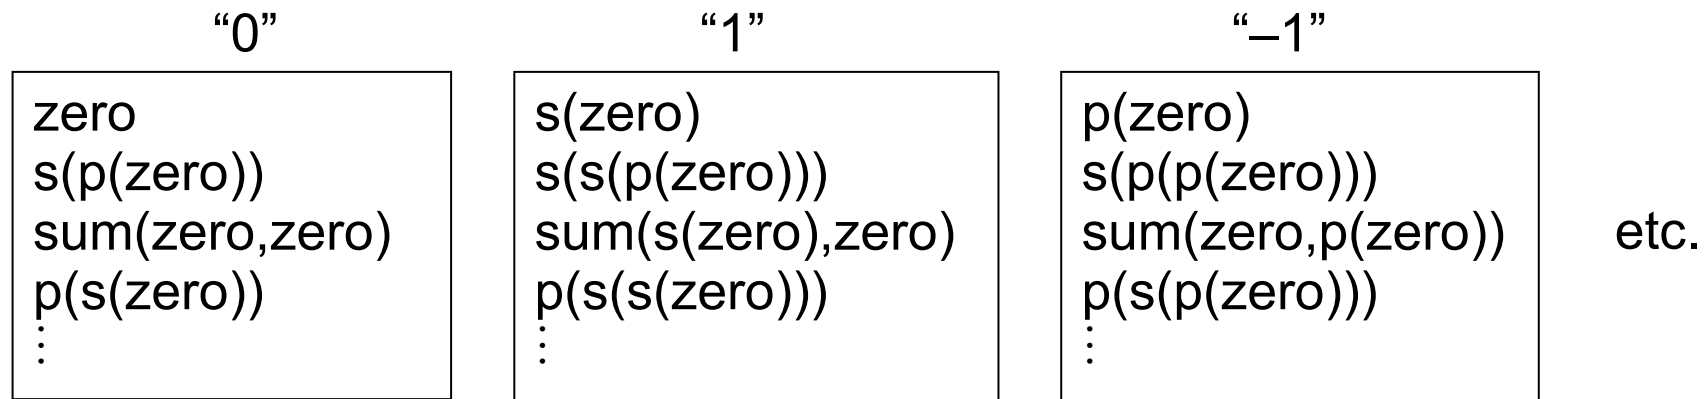 “0”
zero
s(p(zero))
sum(zero,zero)
p(s(zero))
⋮
“1”
s(zero)
s(s(p(zero)))
sum(s(zero),zero)
p(s(s(zero)))
⋮
“–1”
p(zero)
s(p(p(zero)))
sum(zero,p(zero))
p(s(p(zero)))
⋮
etc.